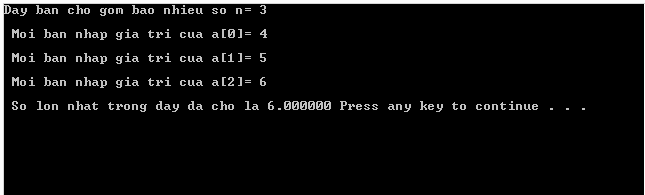 Day ban cho gom bao nhieu so n= 3
Moi ban nhap gia tri cua a[0]= 4
Moi ban nhap gia tri cua a[1]= 5
Moi ban nhap gia tri cua a[2]= 6
So lon nhat trong day da cho la 6.000000 Press any key to continue . . .